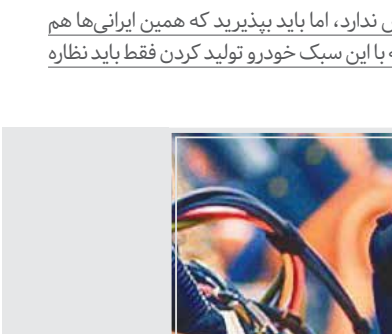 ندارد، اما باید بپذیرید که همین ایرانی‌ها هم
با این سبک خودرو تولید کردن فقط باید نظاره